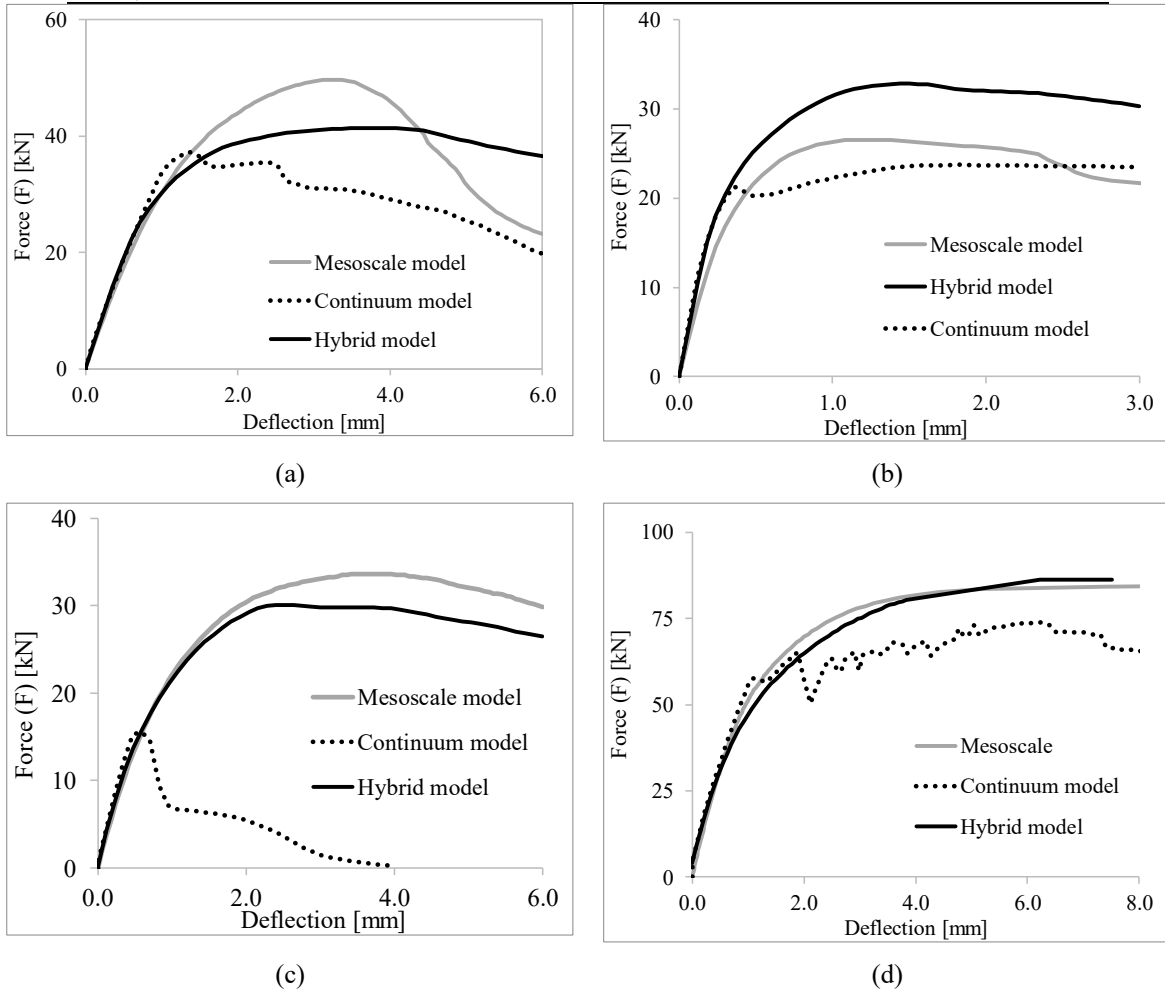 60
40
20
0
0.0 2.0 4.0 6.0
Force (F) [kN]
Deflection [mm]
Mesoscale model
Continuum model
Hybrid model
(a)
40
30
20
10
0
0.0 1.0 2.0 3.0
Force (F) [kN]
Deflection [mm]
Mesoscale model
Hybrid model
Continuum model
(b)
40
30
20
10
0
0.0 2.0 4.0 6.0
Force (F) [kN]
Deflection [mm]
Mesoscale model
Continuum model
Hybrid model
(c)
100
75
50
25
0
0.0 2.0 4.0 6.0 8.0
Force (F) [kN]
Deflection [mm]
Mesoscale
Continuum model
Hybrid model
(d)